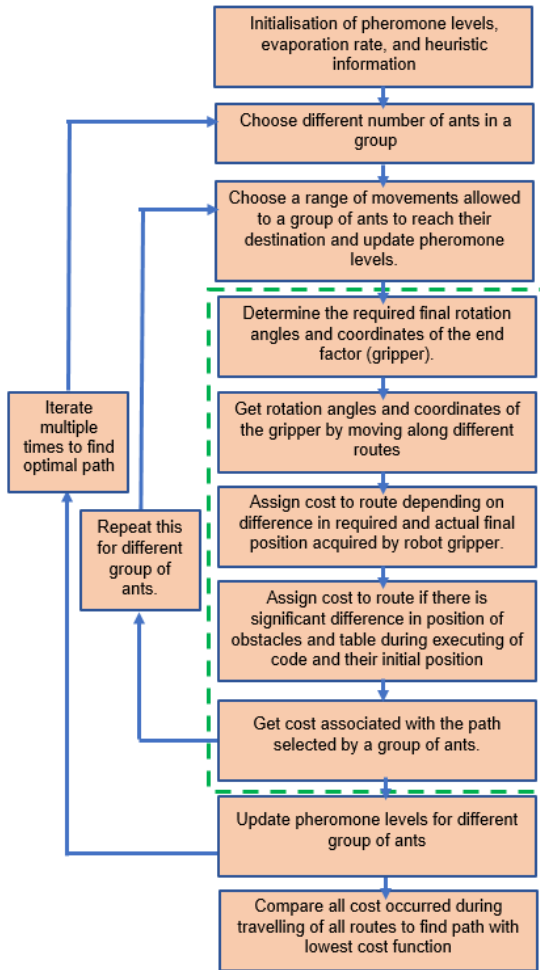 Initialisation of pheromone levels,
evaporation rate, and heuristic
information
Choose different number of ants in a
group
Choose a range of movements allowed
to a group of ants to reach their
destination and update pheromone
levels.
Determine the required final rotation
angles and coordinates of the end
factor (gripper).
Get rotation angles and coordinates of
the gripper by moving along different
routes
Assign cost to route depending on
difference in required and actual final
position acquired by robot gripper.
Assign cost to route if there is
significant difference in position of
obstacles and table during executing of
code and their initial position
Get cost associated with the path
selected by a group of ants.
Repeat this
for different
group of
ants.
Iterate
multiple
times to find
optimal path
Update pheromone levels for different
group of ants
Compare all cost occurred during
travelling of all routes to find path with
lowest cost function